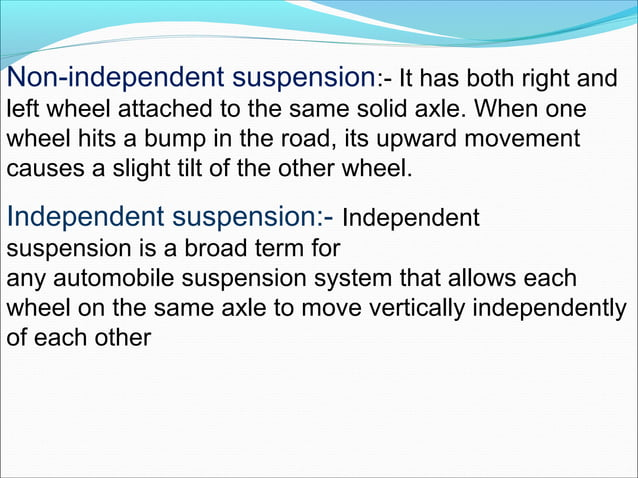 Non-independent suspension:- It has both right and
left wheel attached to the same solid axle. When one
wheel hits a bump in the road, its upward movement
causes a slight tilt of the other wheel.
Independent suspension:- Independent
suspension is a broad term for
any automobile suspension system that allows each
wheel on the same axle to move vertically independently
of each other